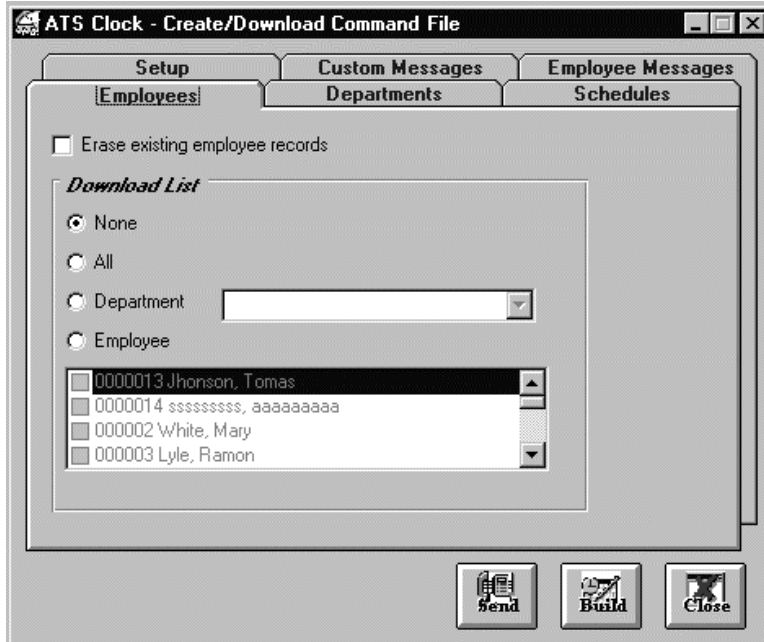 ATS Clock - Create/Download Command File
Setup Custom Messages Employee Messages
Employees Departments Schedules
Erase existing employee records
Download List
None
All
Department
Employee
0000013 Jhonson, Tomas
0000014 sssssssss, aaaaaaaaa
000002 White, Mary
000003 Lyle, Ramon
Send Build Close